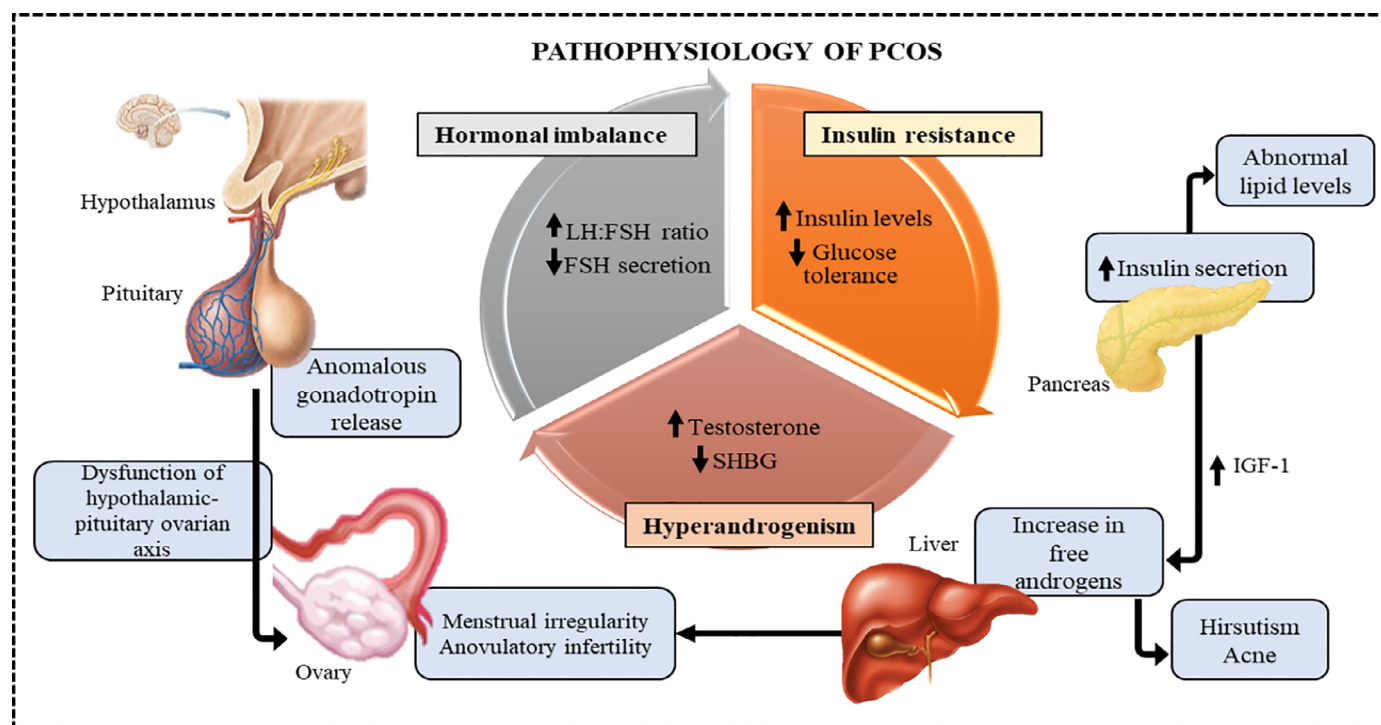 PATHOPHYSIOLOGY OF PCOS
Hormonal imbalance
Insulin resistance
Abnormal
lipid levels
Hypothalamus
↑ LH:FSH ratio
↓ FSH secretion
↑ Insulin levels
↓ Glucose
tolerance
↑ Insulin secretion
Pituitary
Pancreas
Anomalous
gonadotropin
release
↑ Testosterone
↓ SHBG
Hyperandrogenism
↑ IGF-1
Dysfunction of
hypothalamic-
pituitary ovarian
axis
Liver
Increase in
free
androgens
Menstrual irregularity
Anovulatory infertility
Hirsutism
Acne
Ovary